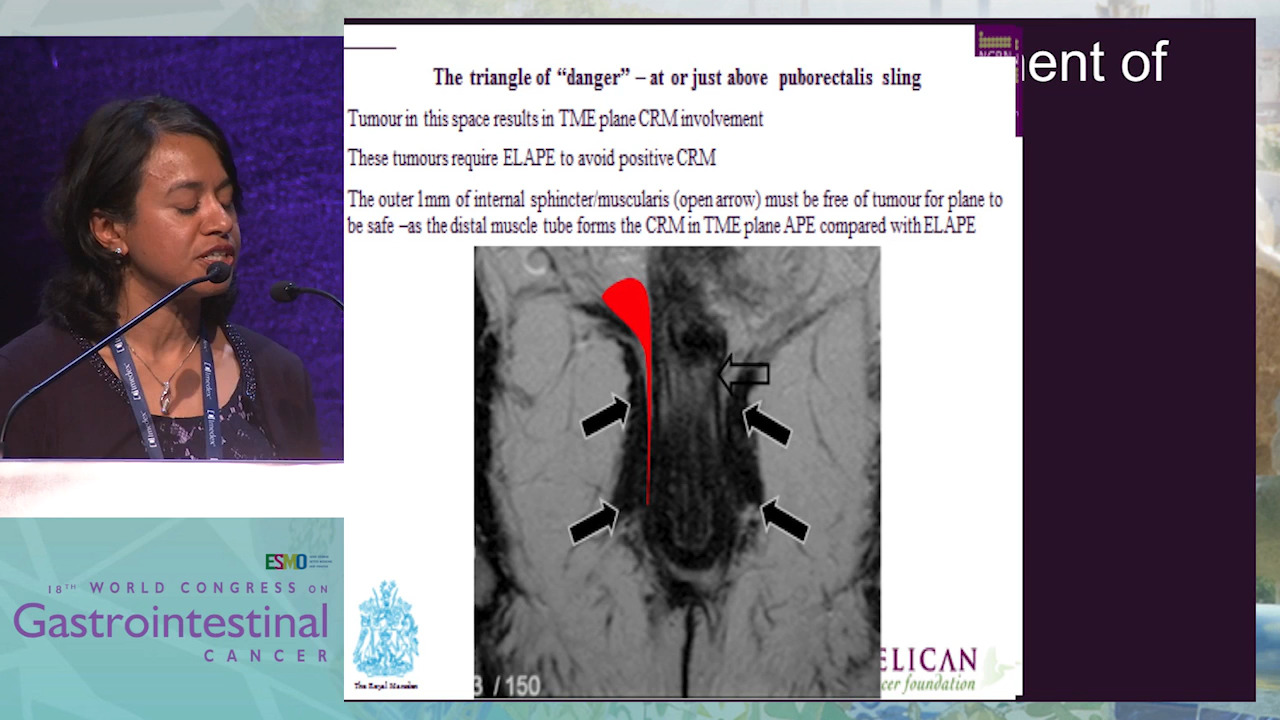 The triangle of “danger” – at or just above puborectalis sling
Tumour in this space results in TME plane CRM involvement
These tumours require ELAPE to avoid positive CRM
The outer 1mm of internal sphincter/muscularis (open arrow) must be free of tumour for plane to
be safe –as the distal muscle tube forms the CRM in TME plane APE compared with ELAPE
ent of
3 / 150
The Royal Marsden
ELICAN
cer foundation
ESMO
18TH WORLD CONGRESS ON
Gastrointestinal
CANCER
imedex
imedex